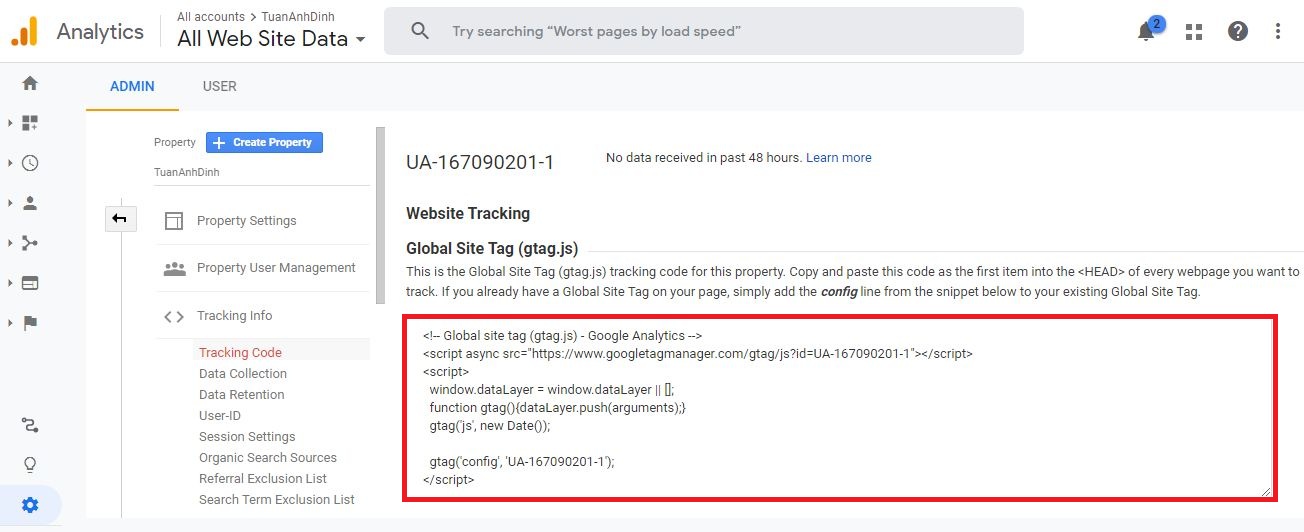 Analytics
All accounts > TuanAnhDinh
All Web Site Data
Try searching “Worst pages by load speed”
2
ADMIN
USER
Property
Create Property
TuanAnhDinh
Property Settings
Property User Management
Tracking Info
Tracking Code
Data Collection
Data Retention
User-ID
Session Settings
Organic Search Sources
Referral Exclusion List
Search Term Exclusion List
UA-167090201-1
No data received in past 48 hours. Learn more
Website Tracking
Global Site Tag (gtag.js)
This is the Global Site Tag (gtag.js) tracking code for this property. Copy and paste this code as the first item into the <HEAD> of every webpage you want to
track. If you already have a Global Site Tag on your page, simply add the config line from the snippet below to your existing Global Site Tag.
<!-- Global site tag (gtag.js) - Google Analytics -->
<script async src="https://www.googletagmanager.com/gtag/js?id=UA-167090201-1"></script>
<script>
window.dataLayer = window.dataLayer || [];
function gtag(){dataLayer.push(arguments);}
gtag('js', new Date());
gtag('config', 'UA-167090201-1');
</script>